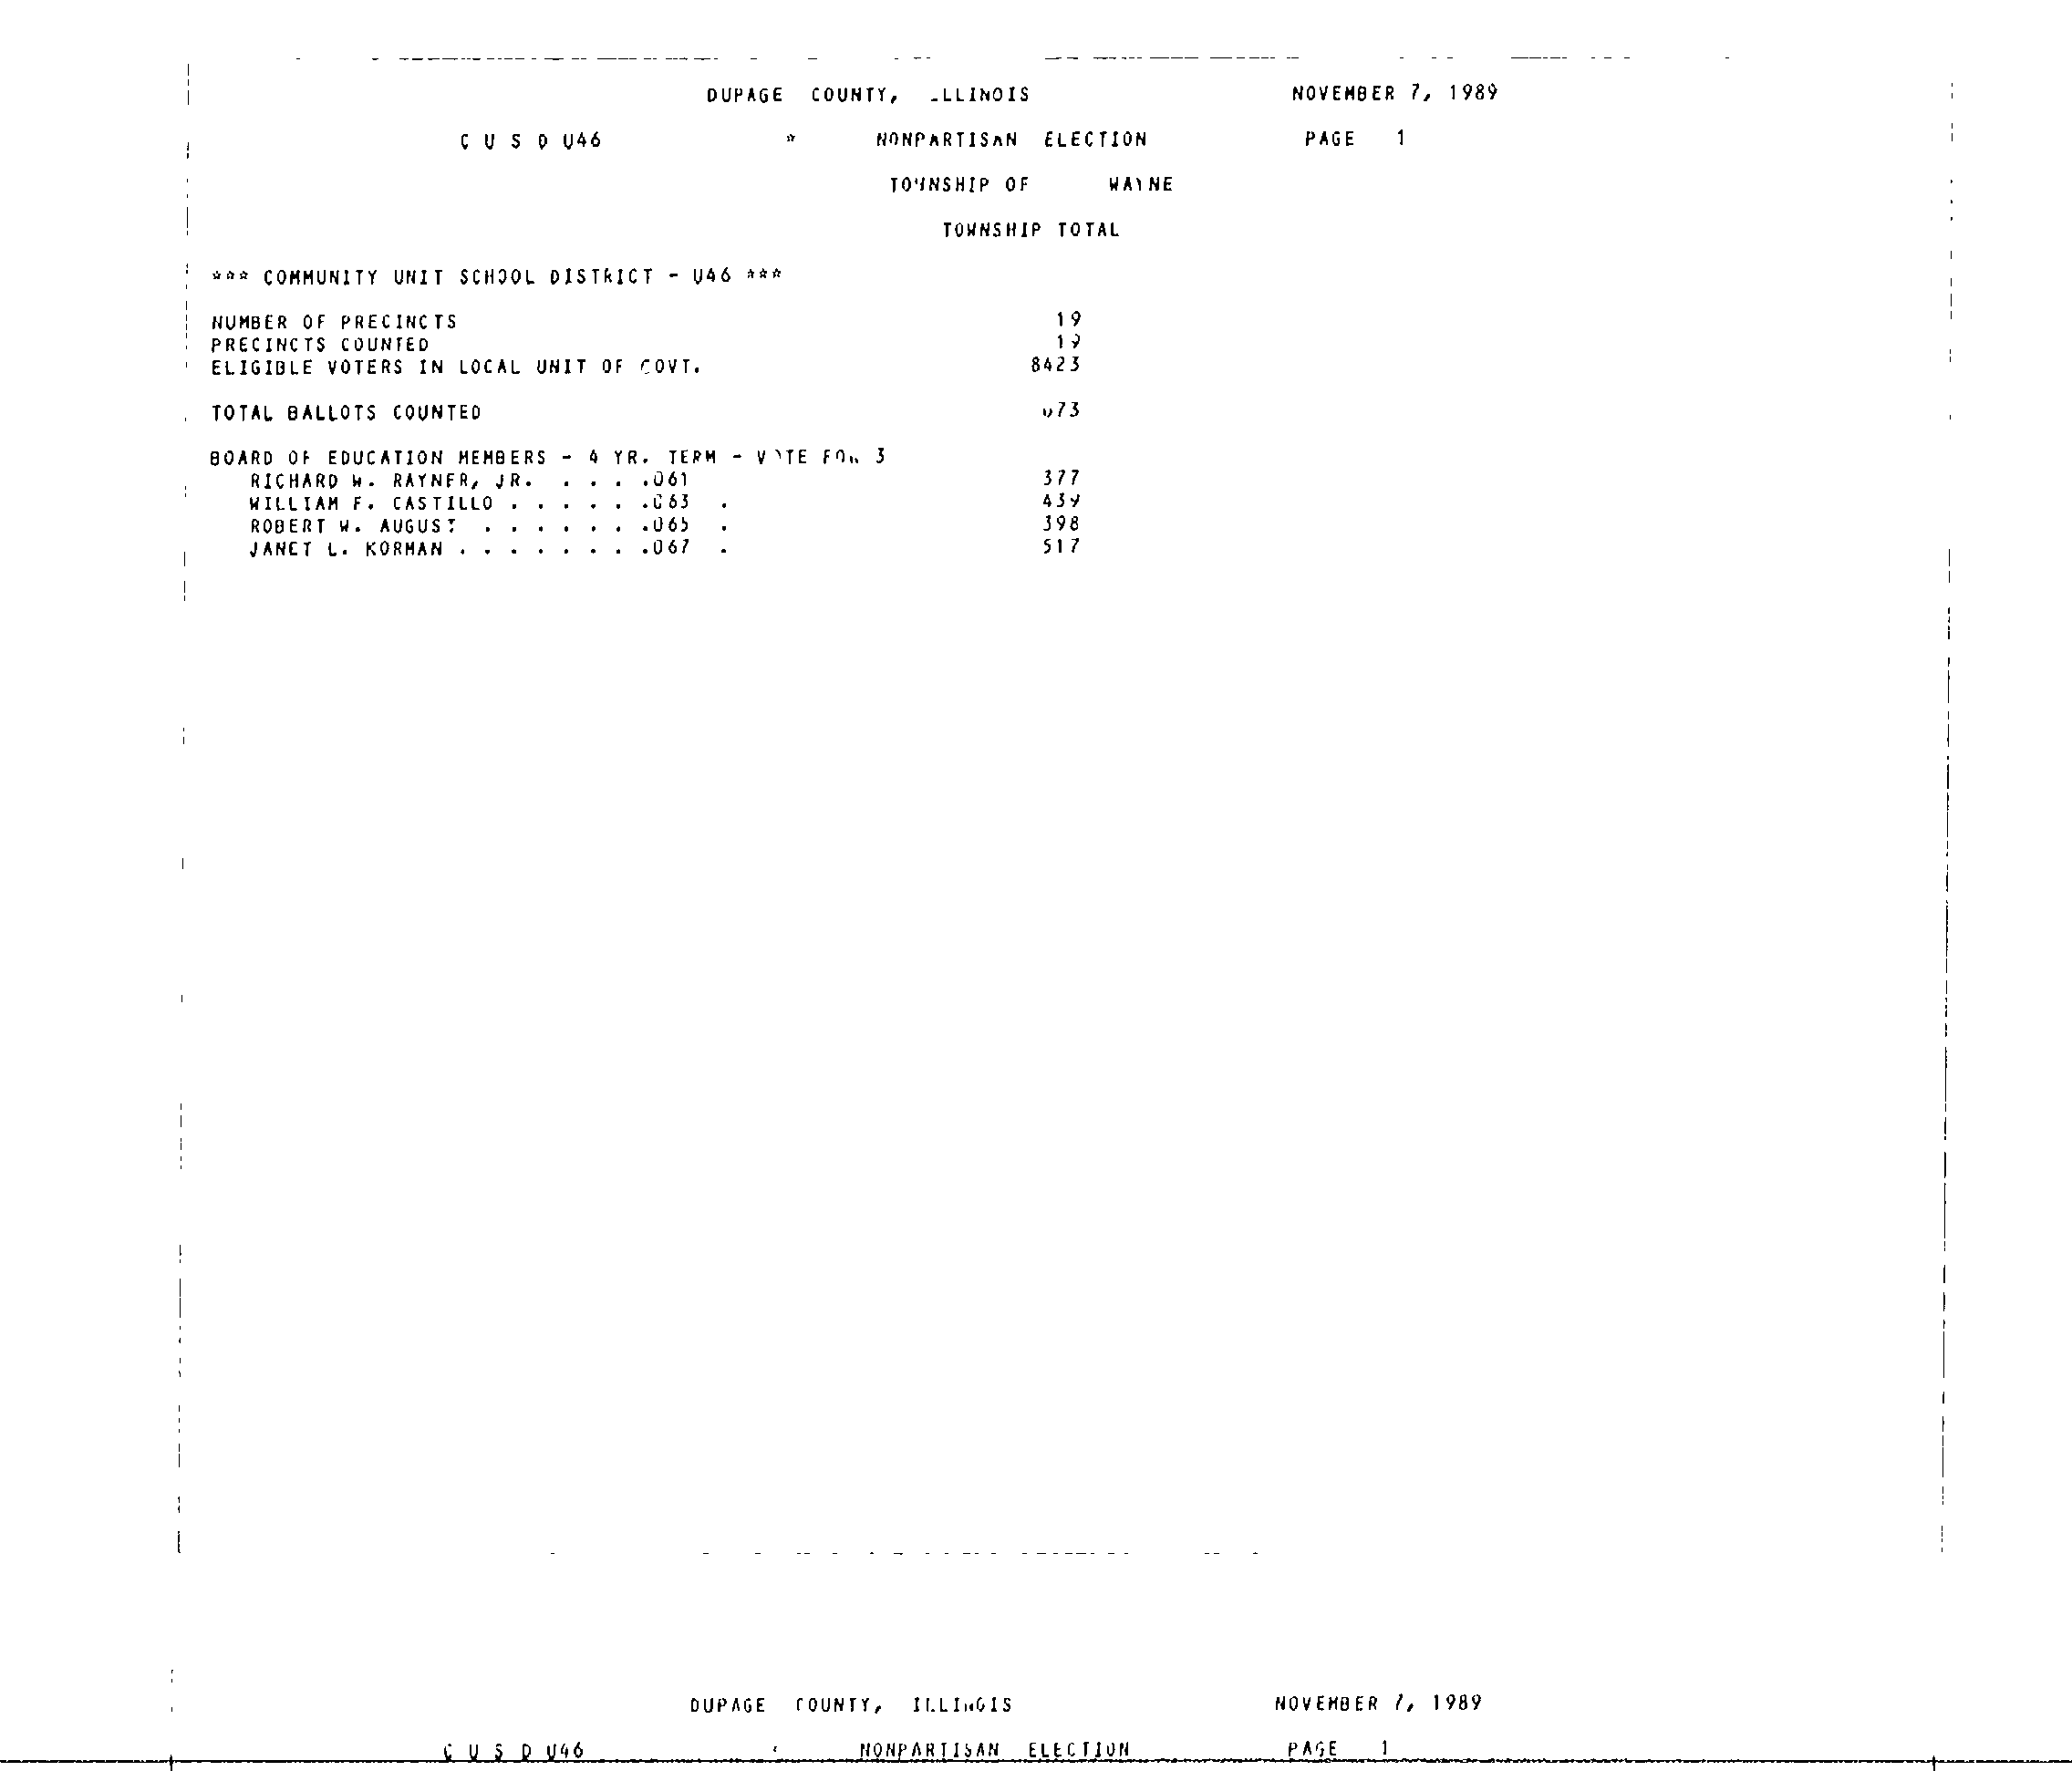 DUPAGE COUNTY, ILLINOIS NOVEMBER 7, 1989
C U S D U46 * NONPARTISAN ELECTION PAGE 1
TOWNSHIP OF WAYNE
TOWNSHIP TOTAL
*** COMMUNITY UNIT SCHOOL DISTRICT - U46 ***
NUMBER OF PRECINCTS 19
PRECINCTS COUNTED 19
ELIGIBLE VOTERS IN LOCAL UNIT OF GOVT. 8423
TOTAL BALLOTS COUNTED
BOARD OF EDUCATION MEMBERS - 4 YR. TERM - VOTE FOR 3
RICHARD W. RAYNER, JR. . . . .061 377
WILLIAM F. CASTILLO . . . . . .063 . 439
ROBERT W. AUGUST . . . . . . .065 . 398
JANET L. KORMAN . . . . . . . .067 . 517
DUPAGE COUNTY, ILLINOIS NOVEMBER 7, 1989
C U S D U46 NONPARTISAN ELECTION PAGE 1